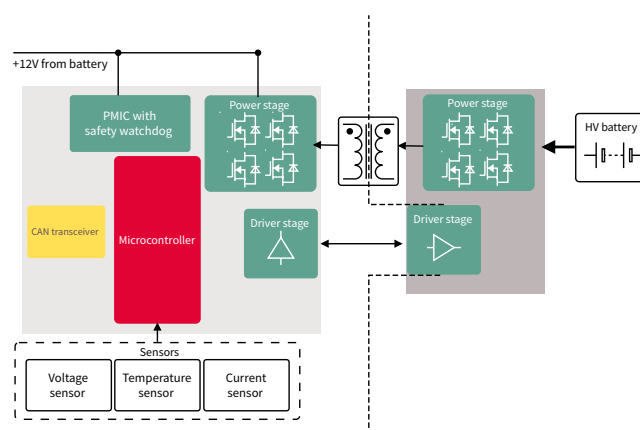 +12V from battery
PMIC with
safety watchdog
Power stage
Power stage
HV battery
CAN transceiver
Microcontroller
Driver stage
Driver stage
Sensors
Voltage
sensor
Temperature
sensor
Current
sensor